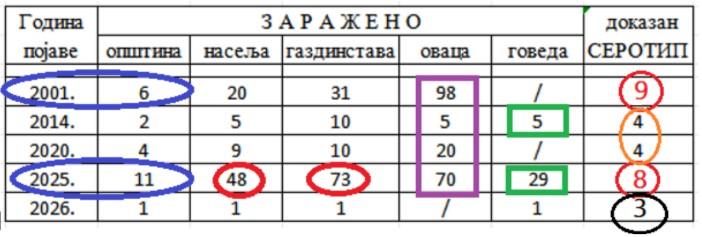 Година З А Р А Ж Е Н О доказан
појаве општина насеља газдинстава оваца говеда СЕРОТИП
2001. 6 20 31 98 / 9
2014. 2 5 10 5 5 4
2020. 4 9 10 20 / 4
2025. 11 48 73 70 29 8
2026. 1 1 1 / 1 3